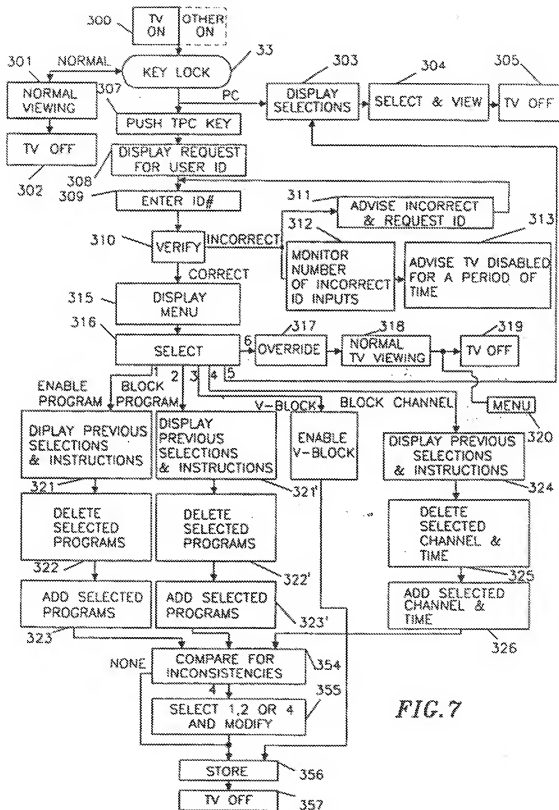 300
TV
ON
OTHER
ON
301
NORMAL
33
303
304
305
NORMAL
VIEWING
KEY LOCK
DISPLAY
SELECTIONS
SELECT & VIEW
TV OFF
307
PC
TV OFF
302
PUSH TPC KEY
308
DISPLAY REQUEST
FOR USER ID
309
ENTER ID#
311
ADVISE INCORRECT
& REQUEST ID
310
VERIFY
INCORRECT
312
313
MONITOR
NUMBER
OF INCORRECT
ID INPUTS
ADVISE TV DISABLED
FOR A PERIOD OF
TIME
CORRECT
315
DISPLAY
MENU
316
SELECT
6
317
OVERRIDE
318
NORMAL
TV VIEWING
319
TV OFF
MENU
320
1
2
3
4
5
ENABLE
PROGRAM
BLOCK
PROGRAM
V-BLOCK
BLOCK CHANNEL
DIPLAY PREVIOUS
SELECTIONS
& INSTRUCTIONS
321
DISPLAY
PREVIOUS
SELECTIONS
& INSTRUCTIONS
321'
ENABLE
V-BLOCK
DISPLAY PREVIOUS
SELECTIONS
& INSTRUCTIONS
324
DELETE
SELECTED
PROGRAMS
322
DELETE
SELECTED
PROGRAMS
322'
DELETE
SELECTED
CHANNEL &
TIME
325
ADD SELECTED
PROGRAMS
323
ADD SELECTED
PROGRAMS
323'
ADD SELECTED
CHANNEL &
TIME
326
NONE
COMPARE FOR
INCONSISTENCIES
354
4
355
SELECT 1,2 OR 4
AND MODIFY
FIG.7
STORE
356
TV OFF
357